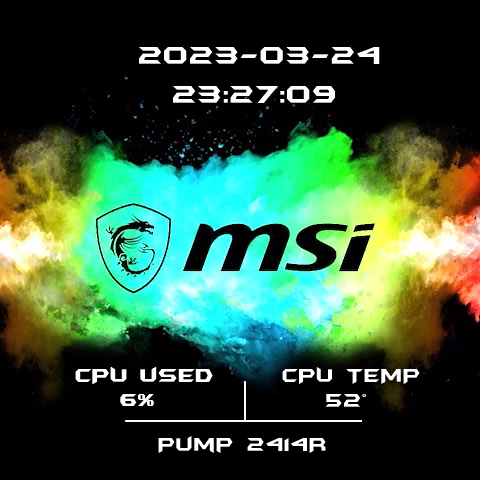 2023-03-24
23:27:09
msi
CPU USED CPU TEMP
6% 52°
PUMP 2414R